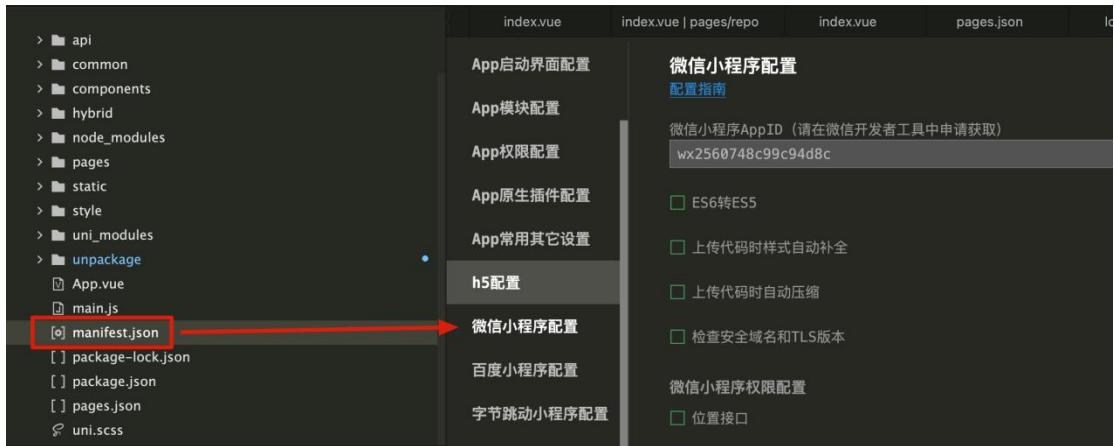 index.vue
index.vue | pages/repo
index.vue
pages.json
api
common
components
hybrid
node_modules
pages
static
style
uni_modules
unpackage
App.vue
main.js
manifest.json
package-lock.json
package.json
pages.json
uni.scss
App启动界面配置
App模块配置
App权限配置
App原生插件配置
App常用其它设置
h5配置
微信小程序配置
百度小程序配置
字节跳动小程序配置
微信小程序配置
配置指南
微信小程序AppID（请在微信开发者工具中申请获取）
wx2560748c99c94d8c
ES6转ES5
上传代码时样式自动补全
上传代码时自动压缩
检查安全域名和TLS版本
微信小程序权限配置
位置接口